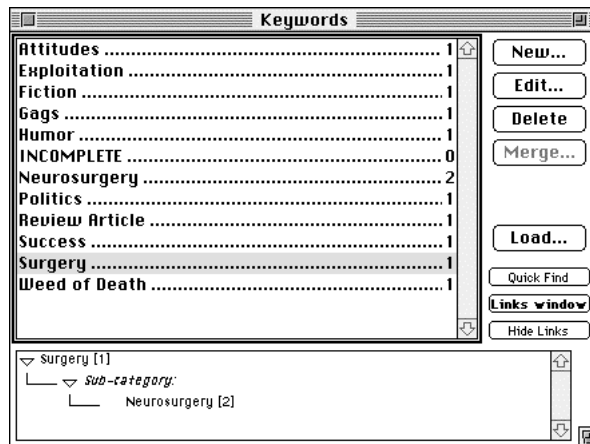 Keywords
Attitudes ........................................................ 1
Exploitation .................................................... 1
Fiction ............................................................ 1
Gags ............................................................... 1
Humor ............................................................. 1
INCOMPLETE .................................................... 0
Neurosurgery .................................................. 2
Politics ........................................................... 1
Review Article ................................................. 1
Success .......................................................... 1
Surgery .......................................................... 1
Weed of Death ................................................. 1
New...
Edit...
Delete
Merge...
Load...
Quick Find
Links window
Hide Links
Surgery [1]
Sub-category:
Neurosurgery [2]